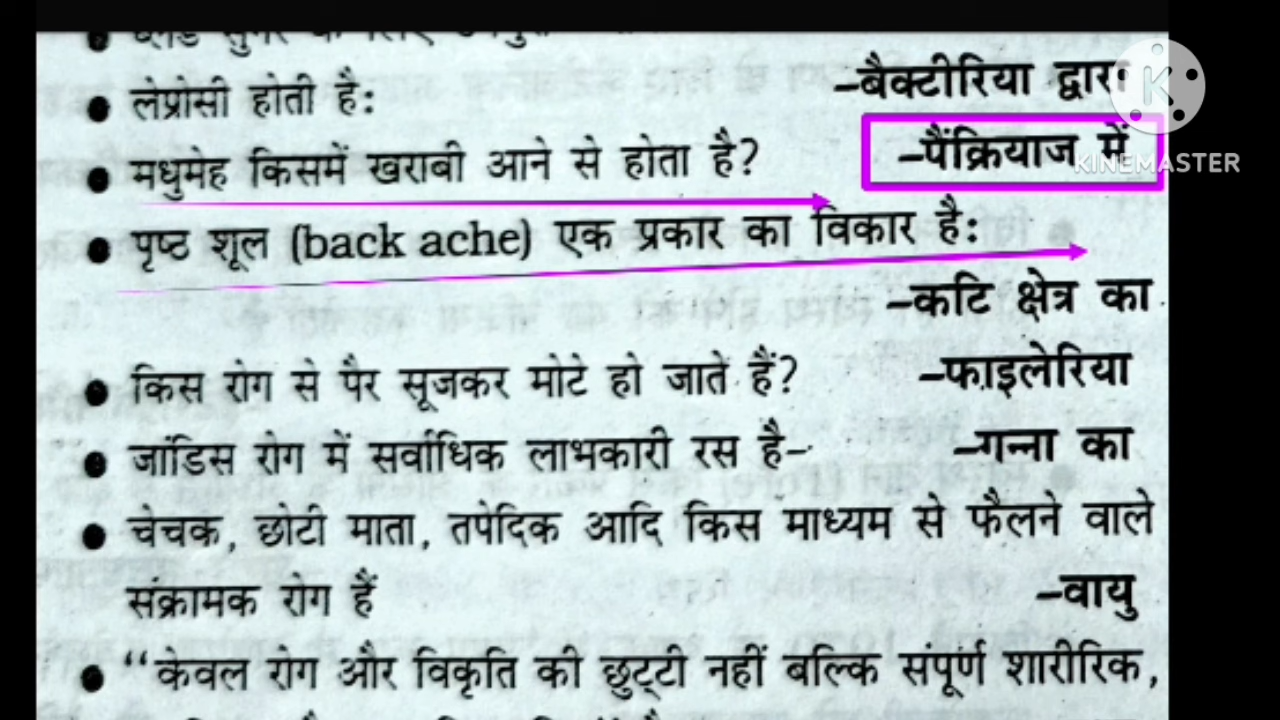 लेप्रोसी होती है: –बैक्टीरिया द्वारा
मधुमेह किसमें खराबी आने से होता है? –पैंक्रियाज में
KINEMASTER
पृष्ठ शूल (back ache) एक प्रकार का विकार है:
–कटि क्षेत्र का
किस रोग से पैर सूजकर मोटे हो जाते हैं? –फाइलेरिया
जांडिस रोग में सर्वाधिक लाभकारी रस है– –गन्ना का
चेचक, छोटी माता, तपेदिक आदि किस माध्यम से फैलने वाले
संक्रामक रोग हैं –वायु
“केवल रोग और विकृति की छुट्टी नहीं बल्कि संपूर्ण शारीरिक,